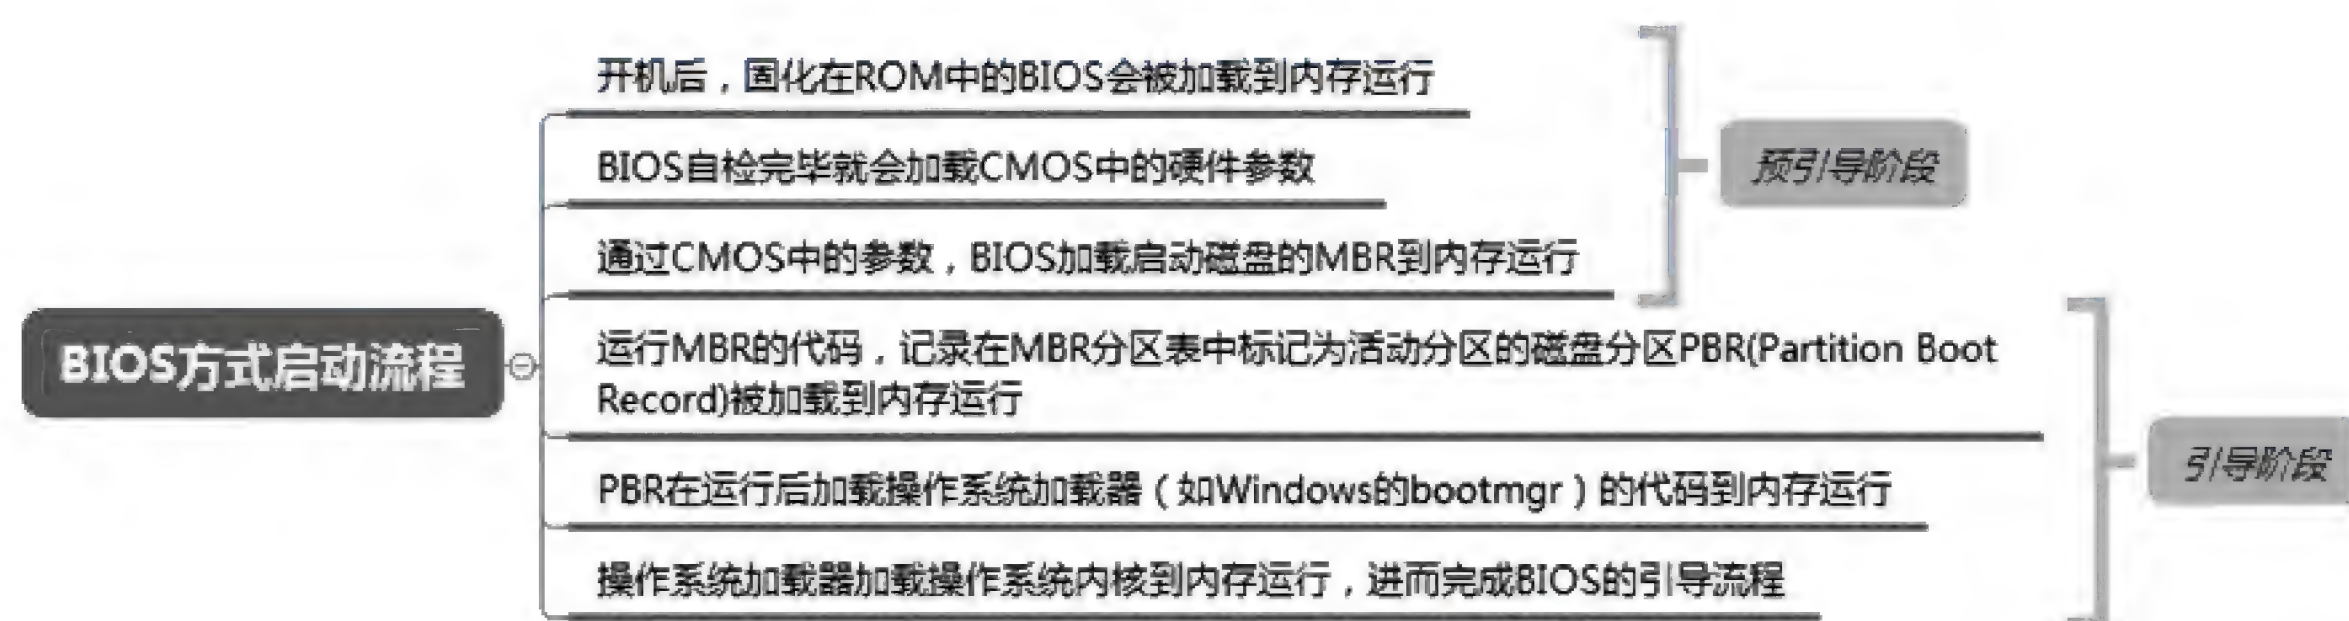 开机后，固化在ROM中的BIOS会被加载到内存运行
BIOS自检完毕就会加载CMOS中的硬件参数
预引导阶段
通过CMOS中的参数，BIOS加载启动磁盘的MBR到内存运行
BIOS方式启动流程
运行MBR的代码，记录在MBR分区表中标记为活动分区的磁盘分区PBR(Partition Boot
Record)被加载到内存运行
引导阶段
PBR在运行后加载操作系统加载器（如Windows的bootmgr）的代码到内存运行
操作系统加载器加载操作系统内核到内存运行，进而完成BIOS的引导流程